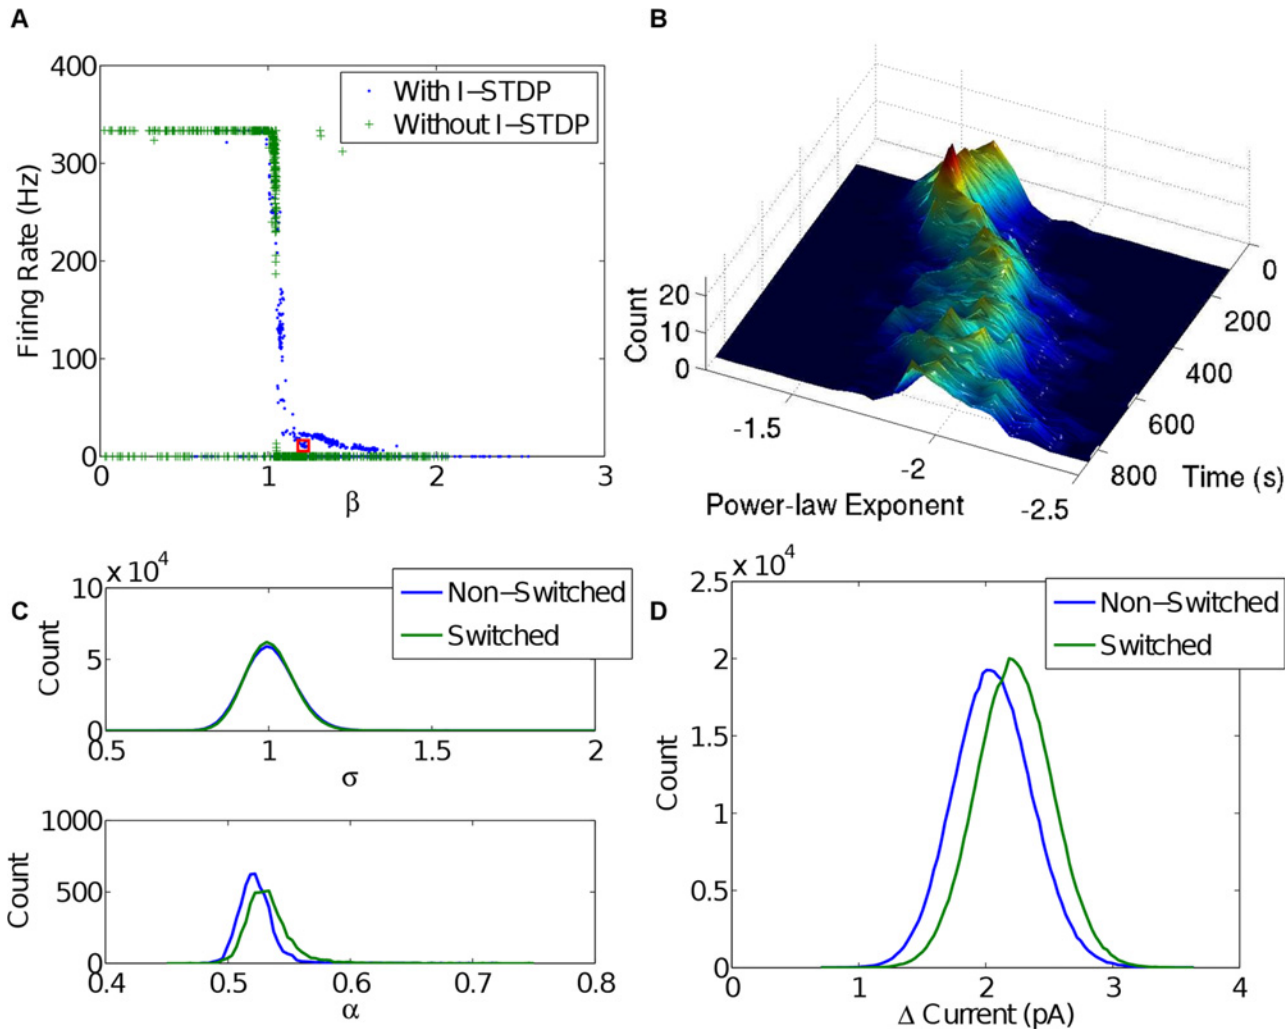 A
400
300
200
100
0
Firing Rate (Hz)
With I−STDP
Without I−STDP
0
1
2
3
β
B
Count
20
10
0
-1.5
-2
-2.5
Power-law Exponent
0
200
400
600
800
Time (s)
C
x 10^4
10
5
0
Count
Non−Switched
Switched
0.5
1
1.5
2
σ
1000
500
0
Count
0.4
0.5
0.6
0.7
0.8
α
D
x 10^4
2.5
2
1.5
1
0.5
0
Count
Non−Switched
Switched
0
1
2
3
4
Δ Current (pA)